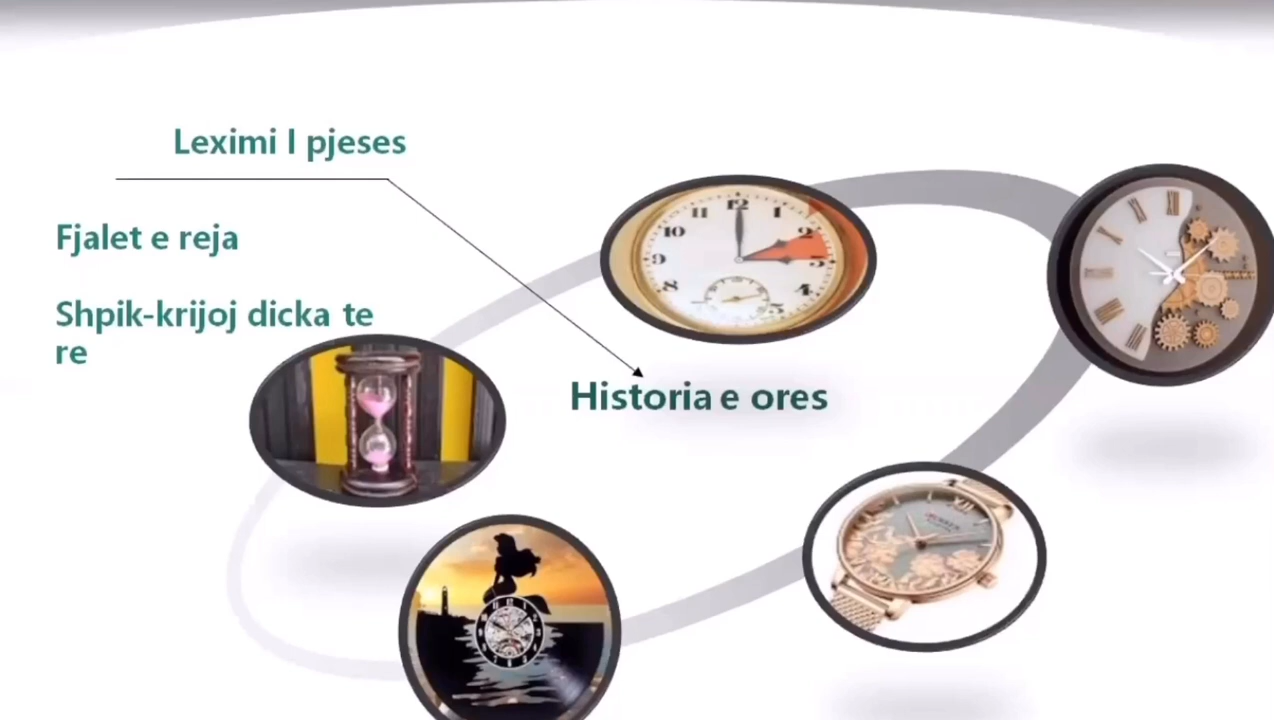 Leximi I pjeses
Fjalet e reja
Shpik-krijoj dicka te
re
Historia e ores